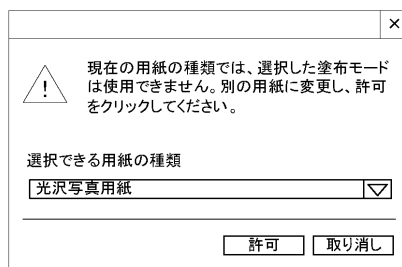 ×
現在の用紙の種類では、選択した塗布モード
は使用できません。別の用紙に変更し、許可
をクリックしてください。
!
選択できる用紙の種類
光沢写真用紙
許可 取り消し